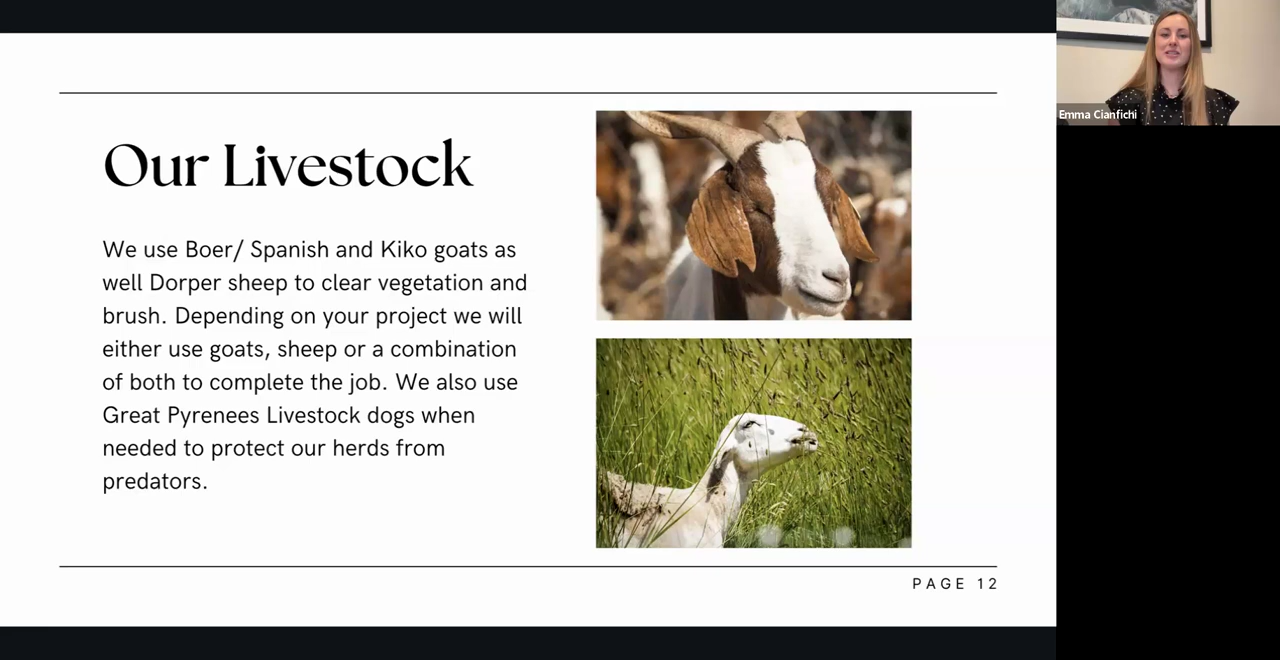 Our Livestock
We use Boer/ Spanish and Kiko goats as
well Dorper sheep to clear vegetation and
brush. Depending on your project we will
either use goats, sheep or a combination
of both to complete the job. We also use
Great Pyrenees Livestock dogs when
needed to protect our herds from
predators.
PAGE 12
Emma Cianfichi